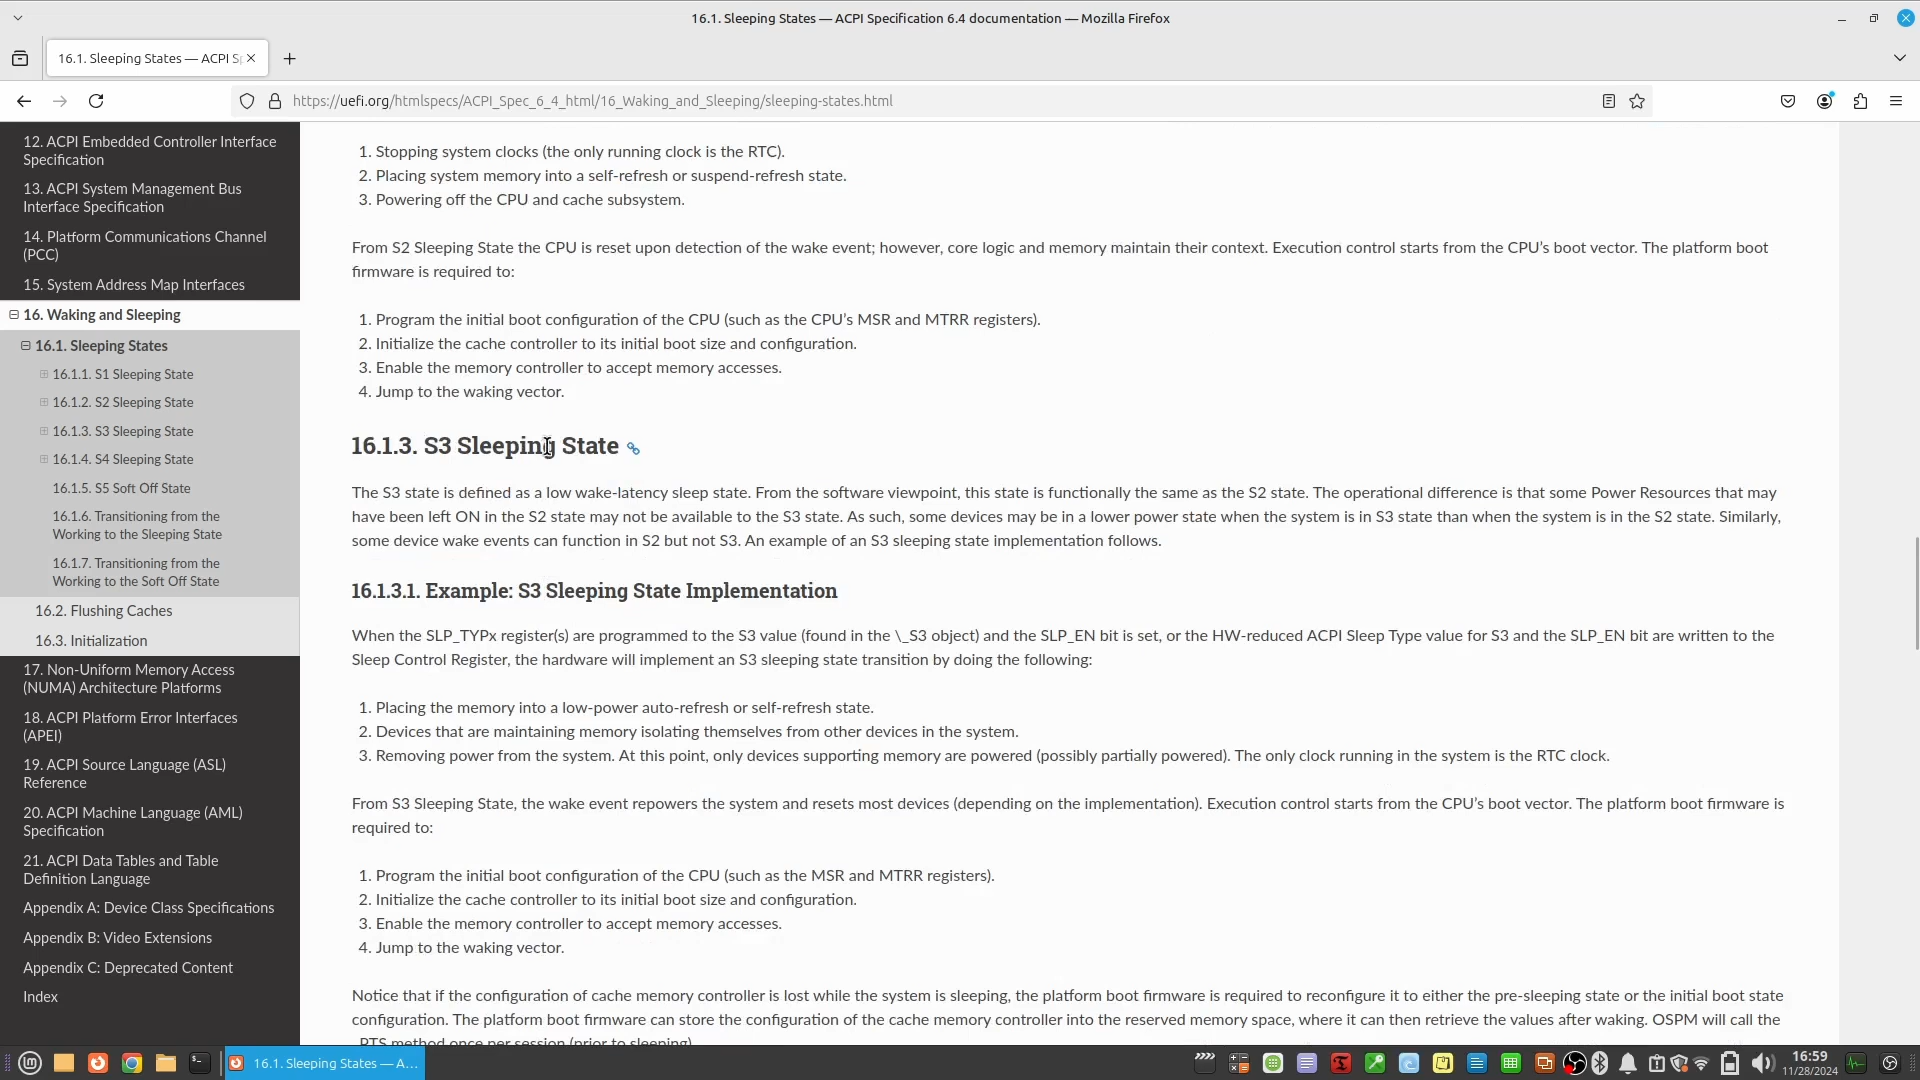 16.1. Sleeping States — ACPI Specification 6.4 documentation — Mozilla Firefox
16.1. Sleeping States — ACPI S
https://uefi.org/htmlspecs/ACPI_Spec_6_4_html/16_Waking_and_Sleeping/sleeping-states.html
12. ACPI Embedded Controller Interface
Specification
13. ACPI System Management Bus
Interface Specification
14. Platform Communications Channel
(PCC)
15. System Address Map Interfaces
16. Waking and Sleeping
16.1. Sleeping States
16.1.1. S1 Sleeping State
16.1.2. S2 Sleeping State
16.1.3. S3 Sleeping State
16.1.4. S4 Sleeping State
16.1.5. S5 Soft Off State
16.1.6. Transitioning from the
Working to the Sleeping State
16.1.7. Transitioning from the
Working to the Soft Off State
16.2. Flushing Caches
16.3. Initialization
17. Non-Uniform Memory Access
(NUMA) Architecture Platforms
18. ACPI Platform Error Interfaces
(APEI)
19. ACPI Source Language (ASL)
Reference
20. ACPI Machine Language (AML)
Specification
21. ACPI Data Tables and Table
Definition Language
Appendix A: Device Class Specifications
Appendix B: Video Extensions
Appendix C: Deprecated Content
Index
1. Stopping system clocks (the only running clock is the RTC).
2. Placing system memory into a self-refresh or suspend-refresh state.
3. Powering off the CPU and cache subsystem.
From S2 Sleeping State the CPU is reset upon detection of the wake event; however, core logic and memory maintain their context. Execution control starts from the CPU's boot vector. The platform boot
firmware is required to:
1. Program the initial boot configuration of the CPU (such as the CPU's MSR and MTRR registers).
2. Initialize the cache controller to its initial boot size and configuration.
3. Enable the memory controller to accept memory accesses.
4. Jump to the waking vector.
16.1.3. S3 Sleeping State
The S3 state is defined as a low wake-latency sleep state. From the software viewpoint, this state is functionally the same as the S2 state. The operational difference is that some Power Resources that may
have been left ON in the S2 state may not be available to the S3 state. As such, some devices may be in a lower power state when the system is in S3 state than when the system is in the S2 state. Similarly,
some device wake events can function in S2 but not S3. An example of an S3 sleeping state implementation follows.
16.1.3.1. Example: S3 Sleeping State Implementation
When the SLP_TYPx register(s) are programmed to the S3 value (found in the \_S3 object) and the SLP_EN bit is set, or the HW-reduced ACPI Sleep Type value for S3 and the SLP_EN bit are written to the
Sleep Control Register, the hardware will implement an S3 sleeping state transition by doing the following:
1. Placing the memory into a low-power auto-refresh or self-refresh state.
2. Devices that are maintaining memory isolating themselves from other devices in the system.
3. Removing power from the system. At this point, only devices supporting memory are powered (possibly partially powered). The only clock running in the system is the RTC clock.
From S3 Sleeping State, the wake event repowers the system and resets most devices (depending on the implementation). Execution control starts from the CPU's boot vector. The platform boot firmware is
required to:
1. Program the initial boot configuration of the CPU (such as the MSR and MTRR registers).
2. Initialize the cache controller to its initial boot size and configuration.
3. Enable the memory controller to accept memory accesses.
4. Jump to the waking vector.
Notice that if the configuration of cache memory controller is lost while the system is sleeping, the platform boot firmware is required to reconfigure it to either the pre-sleeping state or the initial boot state
configuration. The platform boot firmware can store the configuration of the cache memory controller into the reserved memory space, where it can then retrieve the values after waking. OSPM will call the
_PTS method once per session (prior to sleeping).
16.1. Sleeping States — A...
16:59
11/28/2024